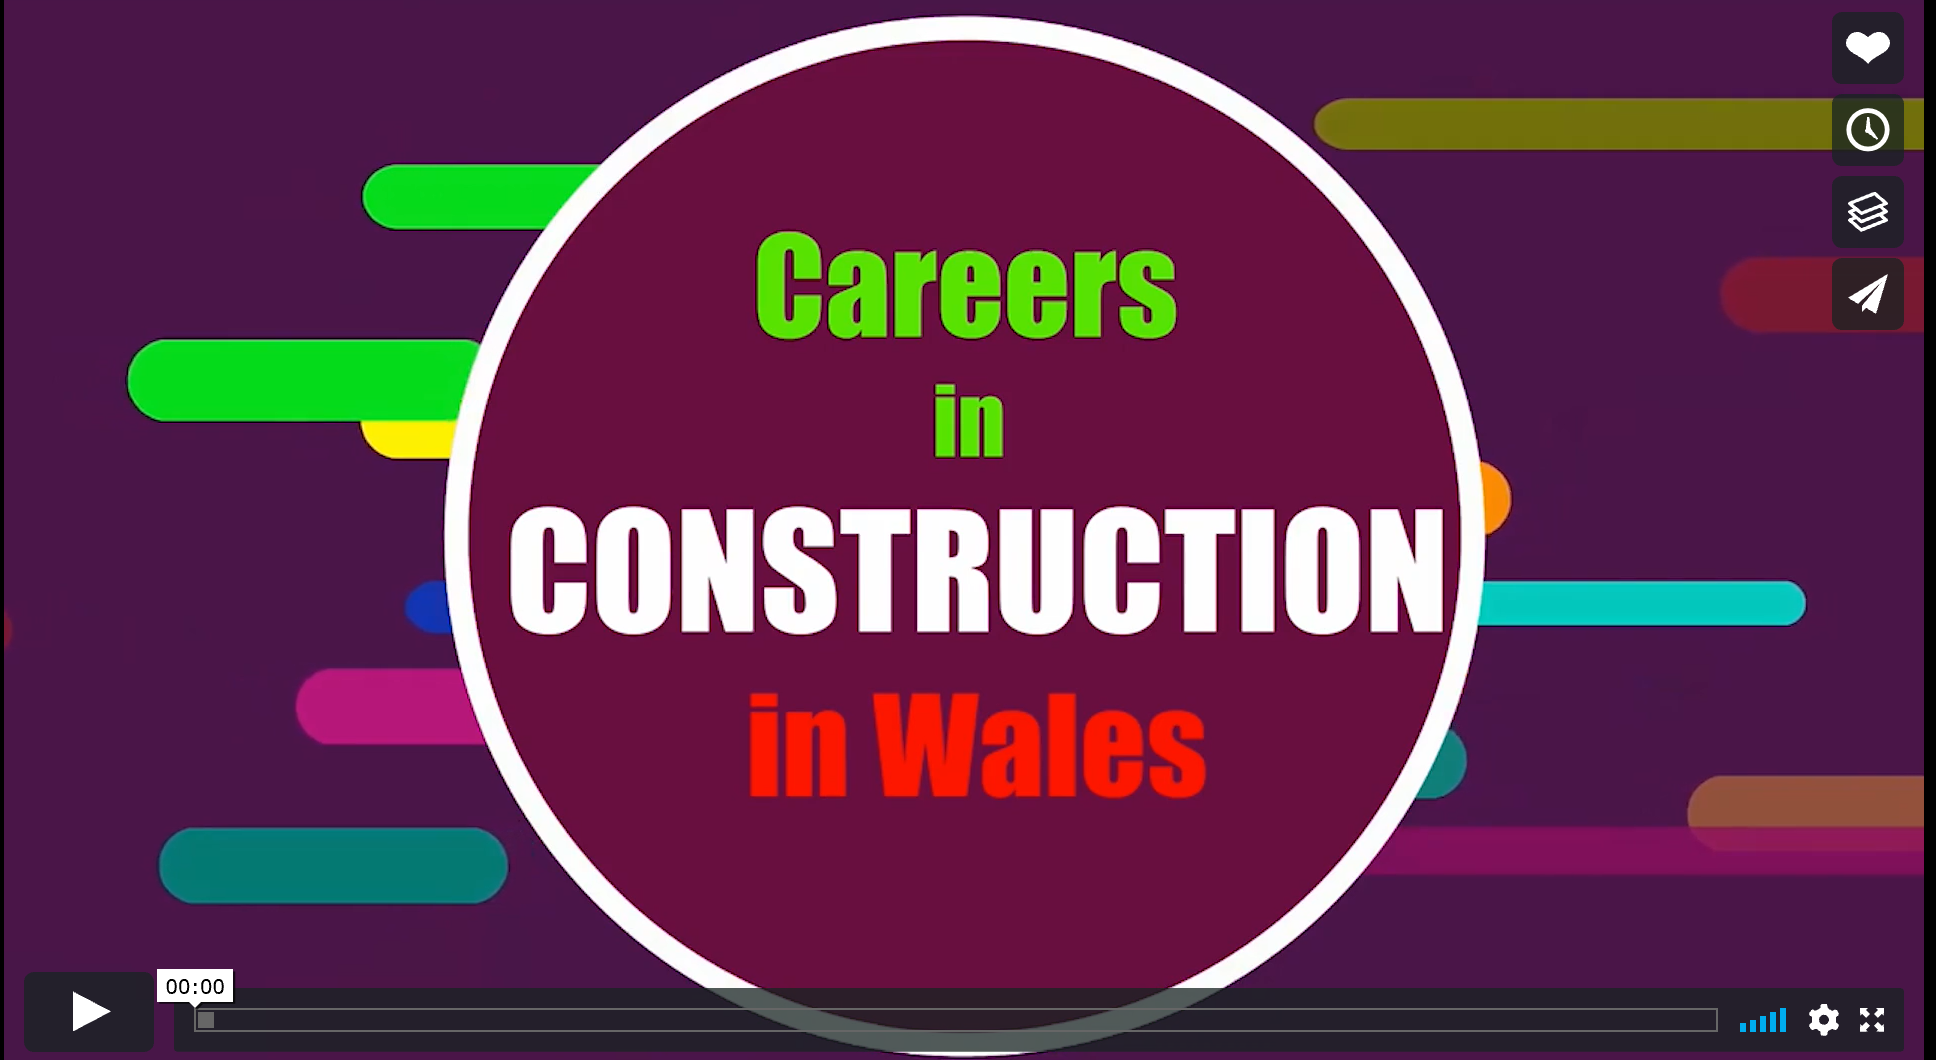 Careers
in
CONSTRUCTION
in Wales
00:00